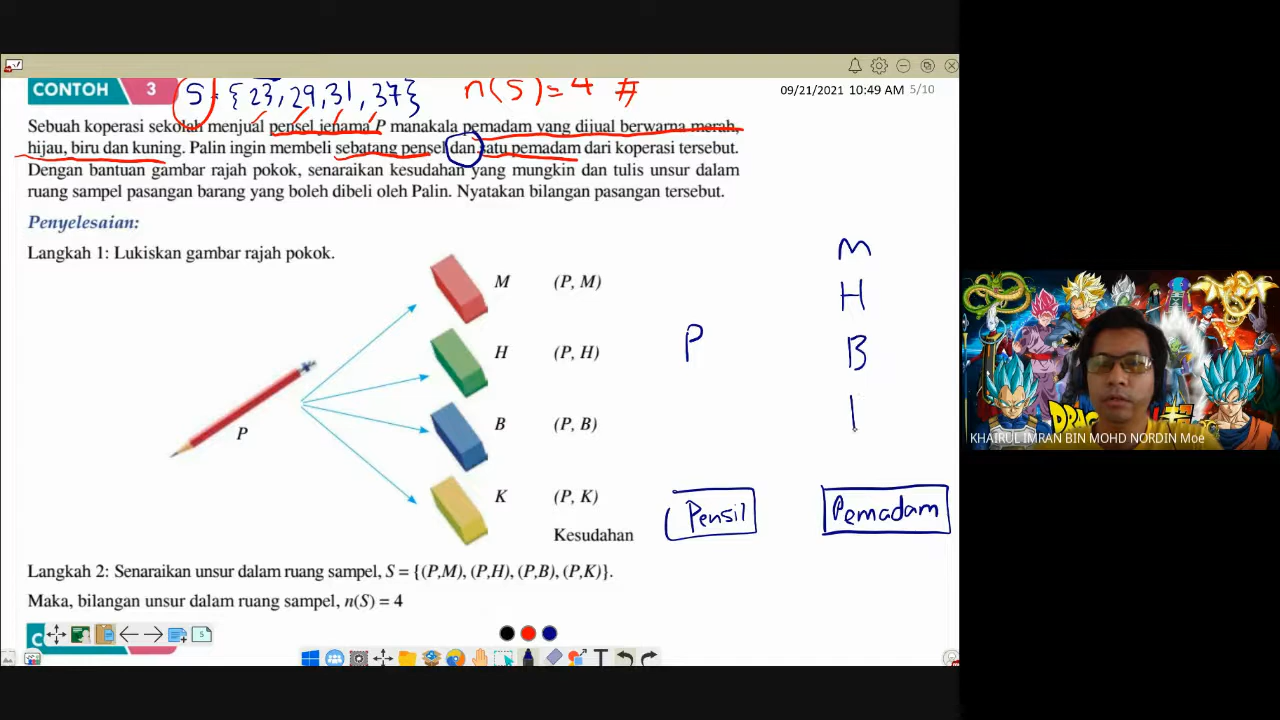 CONTOH 3 S = {23, 29, 31, 37} n(S) = 4 #
09/21/2021 10:49 AM 5/10
Sebuah koperasi sekolah menjual pensel jenama P manakala pemadam yang dijual berwarna merah,
hijau, biru dan kuning. Palin ingin membeli sebatang pensel dan satu pemadam dari koperasi tersebut.
Dengan bantuan gambar rajah pokok, senaraikan kesudahan yang mungkin dan tulis unsur dalam
ruang sampel pasangan barang yang boleh dibeli oleh Palin. Nyatakan bilangan pasangan tersebut.
Penyelesaian:
Langkah 1: Lukiskan gambar rajah pokok.
M (P, M)
H (P, H)
P
B (P, B)
K (P, K)
Kesudahan
M
H
P
B
Pensil
Pemadam
Langkah 2: Senaraikan unsur dalam ruang sampel, S = {(P,M), (P,H), (P,B), (P,K)}.
Maka, bilangan unsur dalam ruang sampel, n(S) = 4
C
5
T
DRAG
KHAIRUL IMRAN BIN MOHD NORDIN Moe